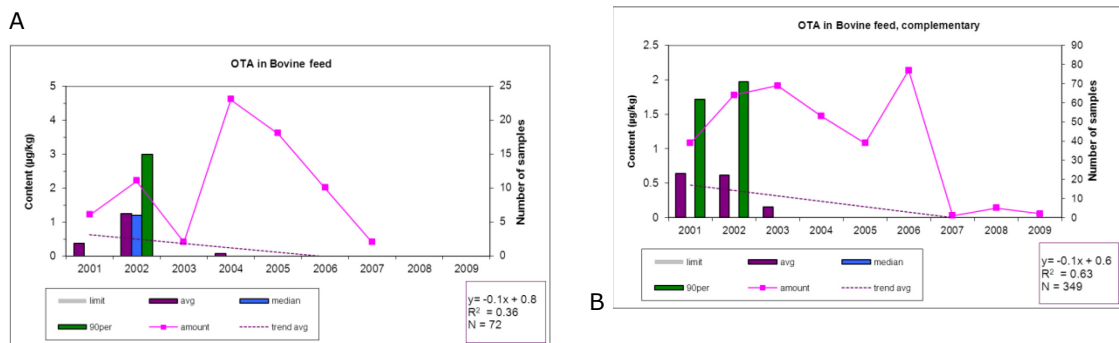 A
OTA in Bovine feed
5
4
3
2
1
0
Content (µg/kg)
25
20
15
10
5
0
Number of samples
2001 2002 2003 2004 2005 2006 2007 2008 2009
limit avg median
90per amount trend avg
y= -0.1x + 0.8
R² = 0.36
N = 72
B
OTA in Bovine feed, complementary
2.5
2
1.5
1
0.5
0
Content (µg/kg)
90
80
70
60
50
40
30
20
10
0
Number of samples
2001 2002 2003 2004 2005 2006 2007 2008 2009
limit avg median
90per amount trend avg
y= -0.1x + 0.6
R² = 0.63
N = 349